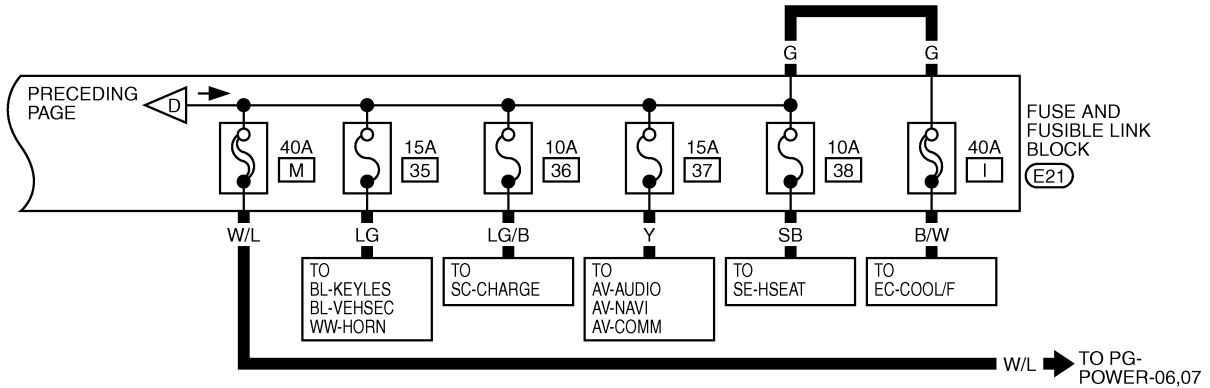 G G
PRECEDING
PAGE
D
FUSE AND
FUSIBLE LINK
BLOCK
E21
40A
M
15A
35
10A
36
15A
37
10A
38
40A
I
W/L LG LG/B Y SB B/W
TO
BL-KEYLES
BL-VEHSEC
WW-HORN
TO
SC-CHARGE
TO
AV-AUDIO
AV-NAVI
AV-COMM
TO
SE-HSEAT
TO
EC-COOL/F
W/L
TO PG-
POWER-06,07